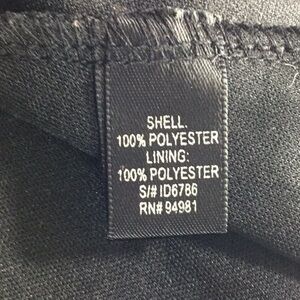 SHELL:
100% POLYESTER
LINING:
100% POLYESTER
S/# ID6786
RN# 94981